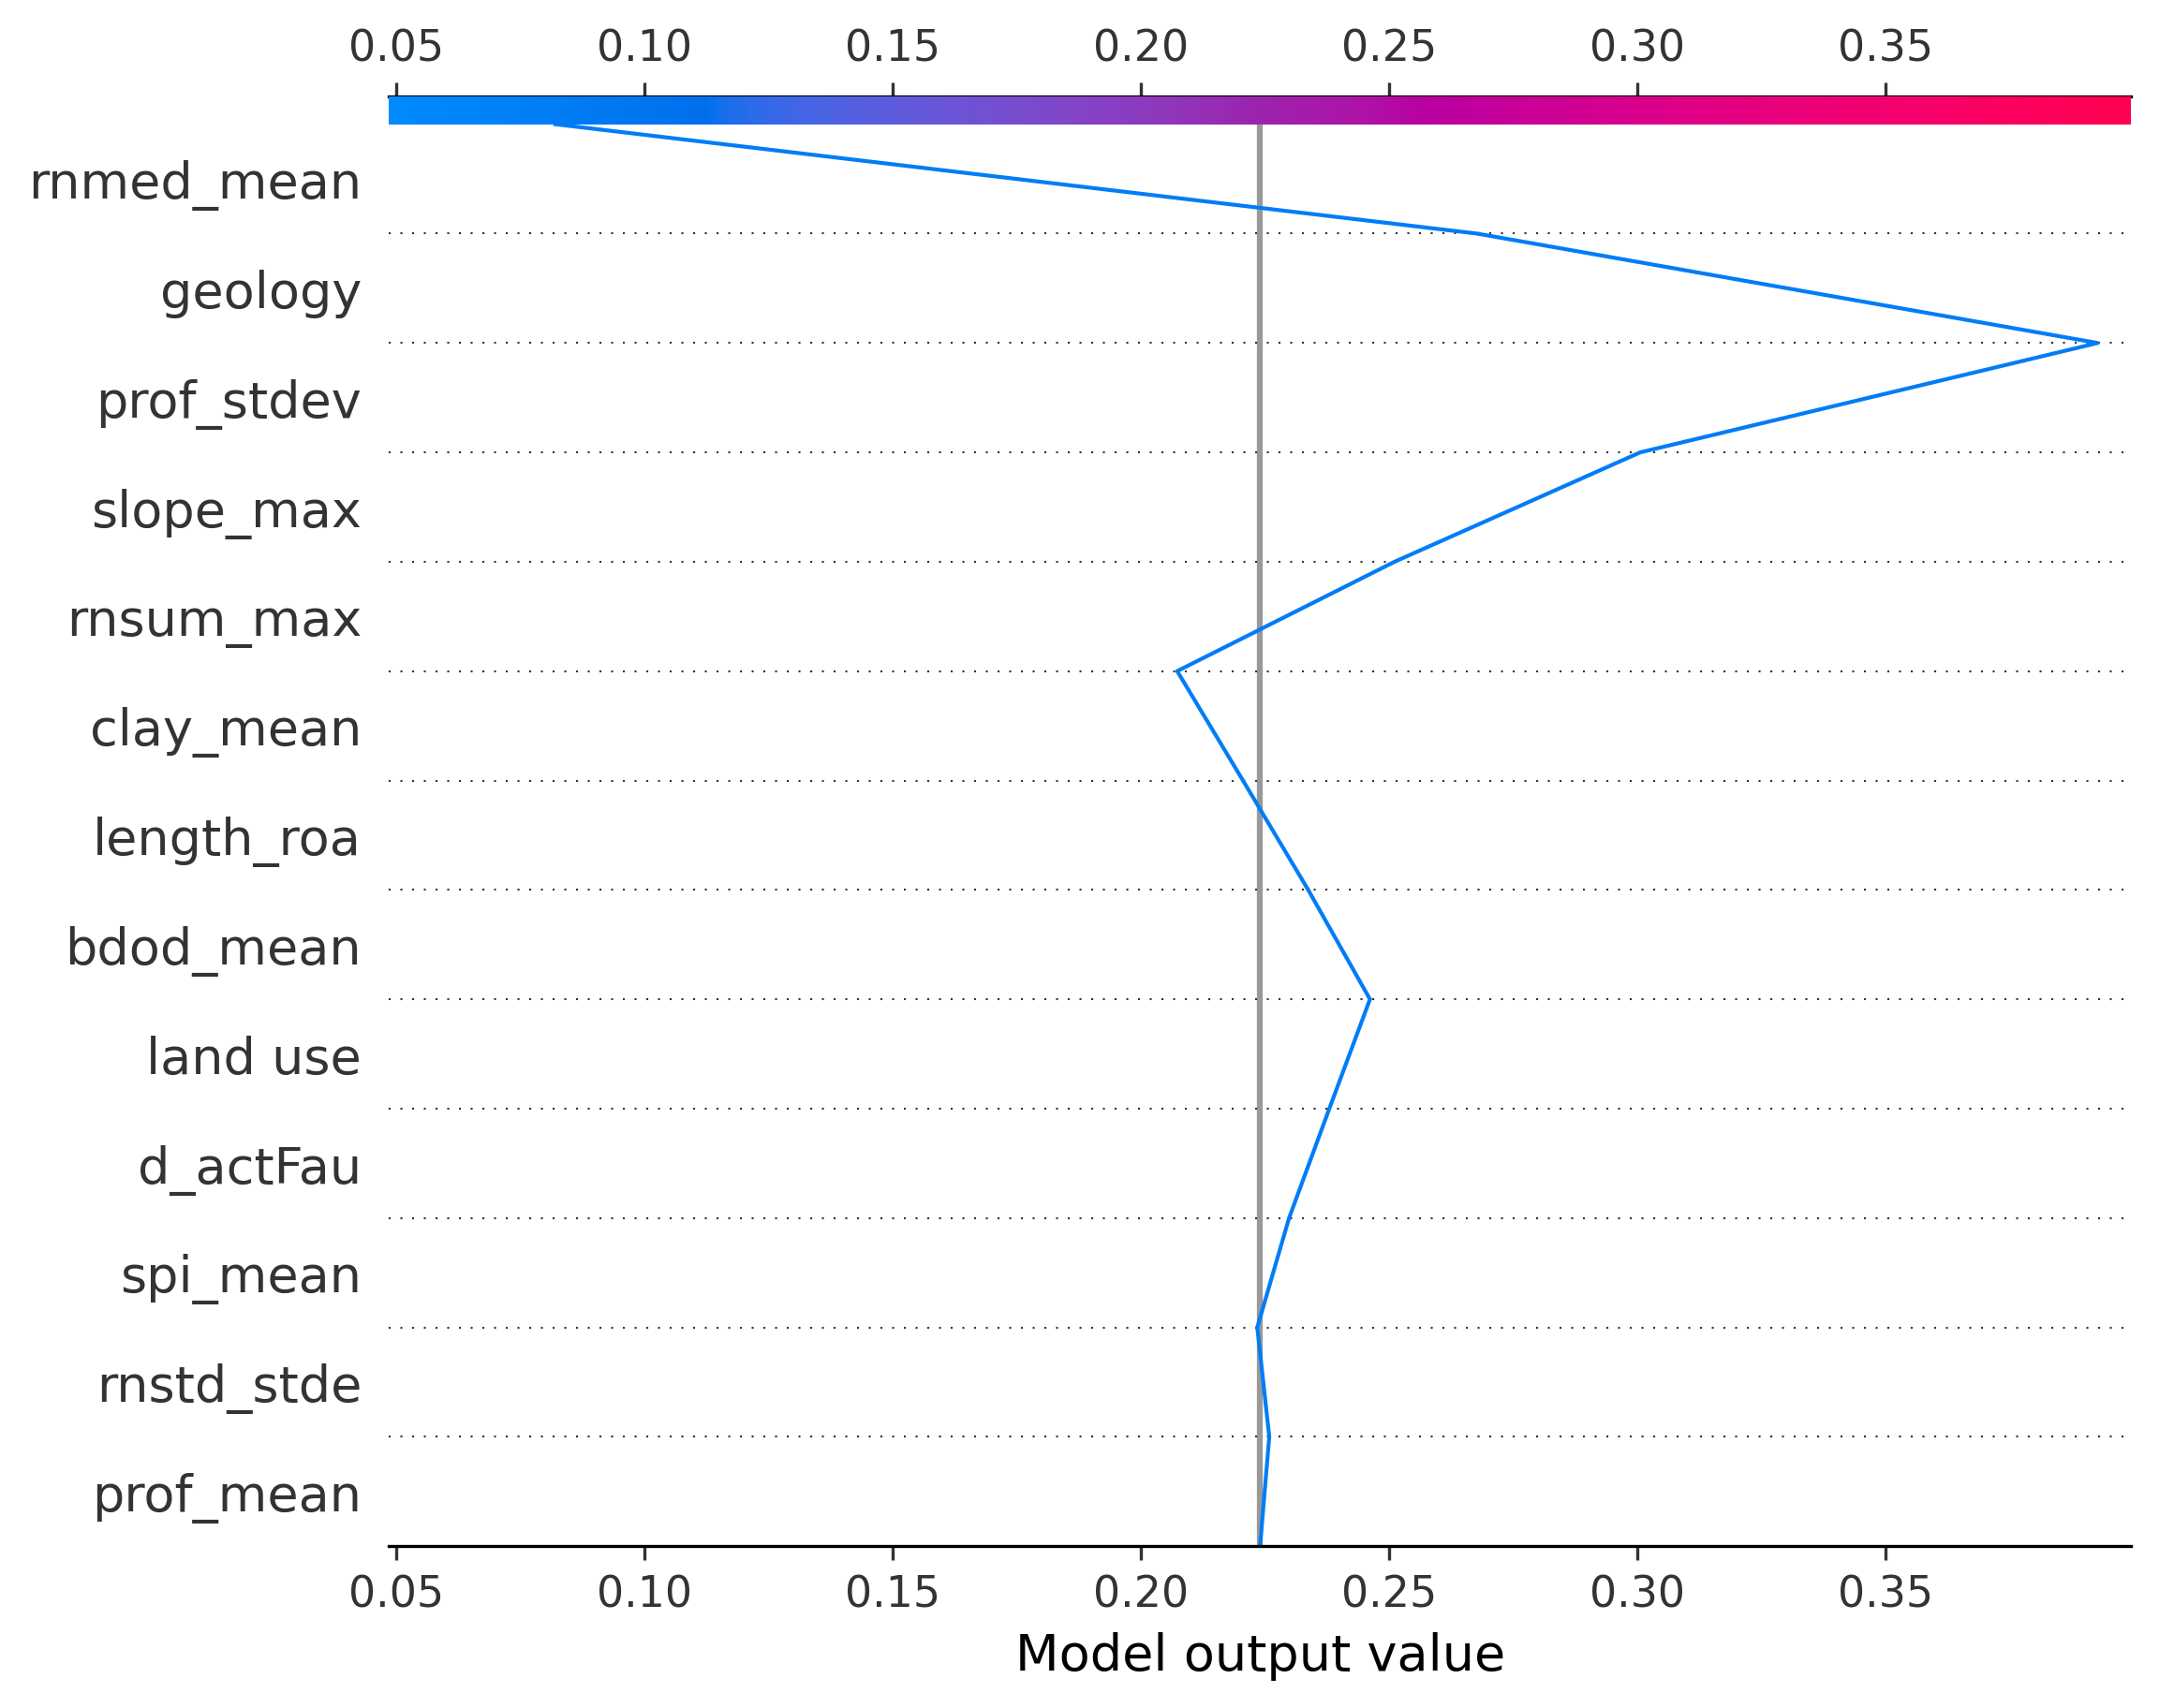 0.05 0.10 0.15 0.20 0.25 0.30 0.35
rnmed_mean
geology
prof_stdev
slope_max
rnsum_max
clay_mean
length_roa
bdod_mean
land use
d_actFau
spi_mean
rnstd_stde
prof_mean
0.05 0.10 0.15 0.20 0.25 0.30 0.35
Model output value